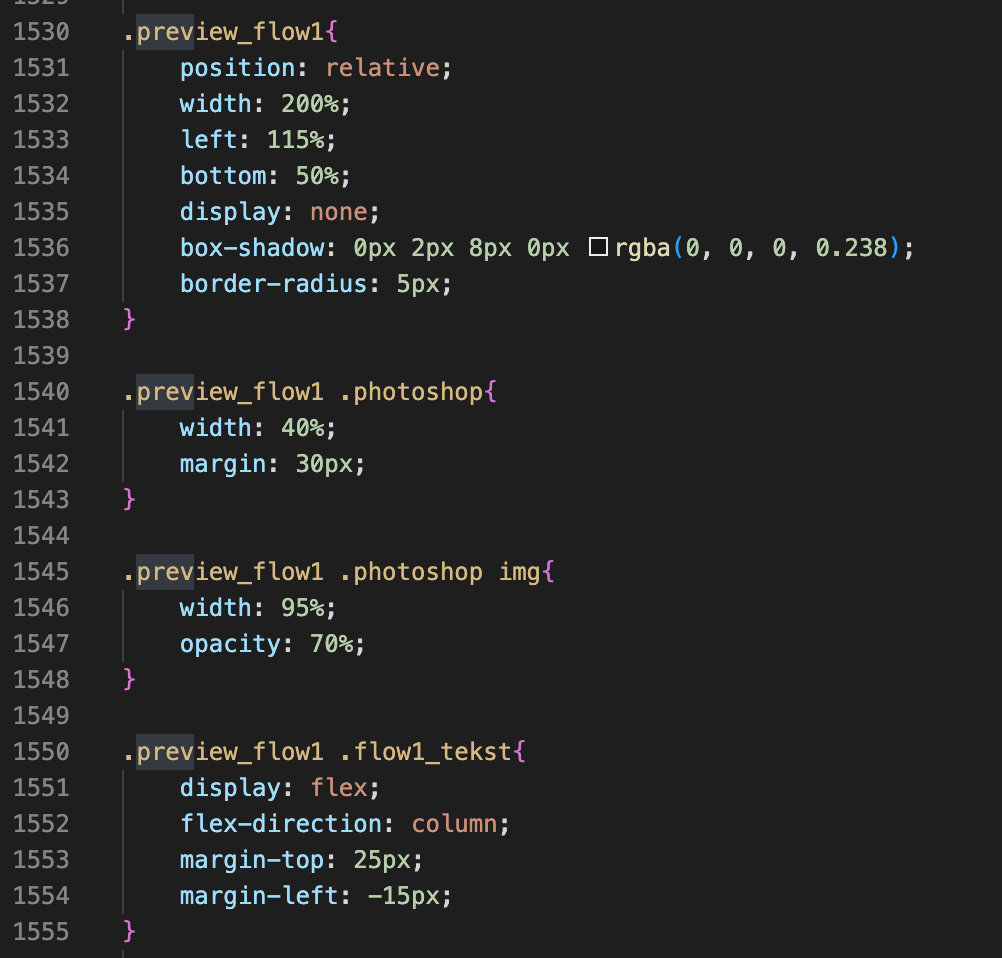 1529
1530 .preview_flow1{
1531 position: relative;
1532 width: 200%;
1533 left: 115%;
1534 bottom: 50%;
1535 display: none;
1536 box-shadow: 0px 2px 8px 0px rgba(0, 0, 0, 0.238);
1537 border-radius: 5px;
1538 }
1539
1540 .preview_flow1 .photoshop{
1541 width: 40%;
1542 margin: 30px;
1543 }
1544
1545 .preview_flow1 .photoshop img{
1546 width: 95%;
1547 opacity: 70%;
1548 }
1549
1550 .preview_flow1 .flow1_tekst{
1551 display: flex;
1552 flex-direction: column;
1553 margin-top: 25px;
1554 margin-left: -15px;
1555 }